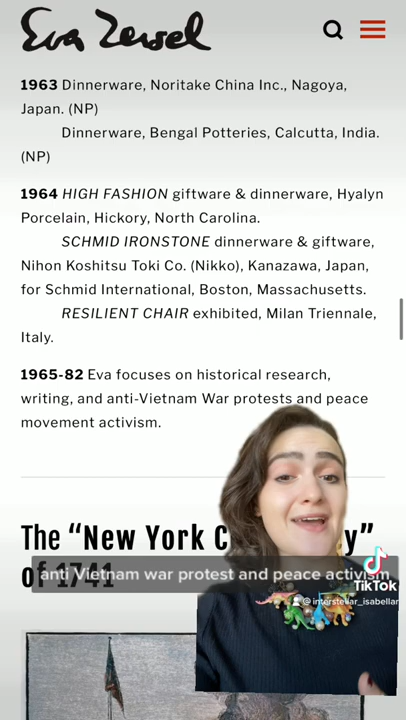 Eva Zeisel
1963 Dinnerware, Noritake China Inc., Nagoya,
Japan. (NP)
Dinnerware, Bengal Potteries, Calcutta, India.
(NP)
1964 HIGH FASHION giftware & dinnerware, Hyalyn
Porcelain, Hickory, North Carolina.
SCHMID IRONSTONE dinnerware & giftware,
Nihon Koshitsu Toki Co. (Nikko), Kanazawa, Japan,
for Schmid International, Boston, Massachusetts.
RESILIENT CHAIR exhibited, Milan Triennale,
Italy.
1965-82 Eva focuses on historical research,
writing, and anti-Vietnam War protests and peace
movement activism.
The “New York C y”
of 1741
anti Vietnam war protest and peace activism
TikTok
@interstellar_isabellar